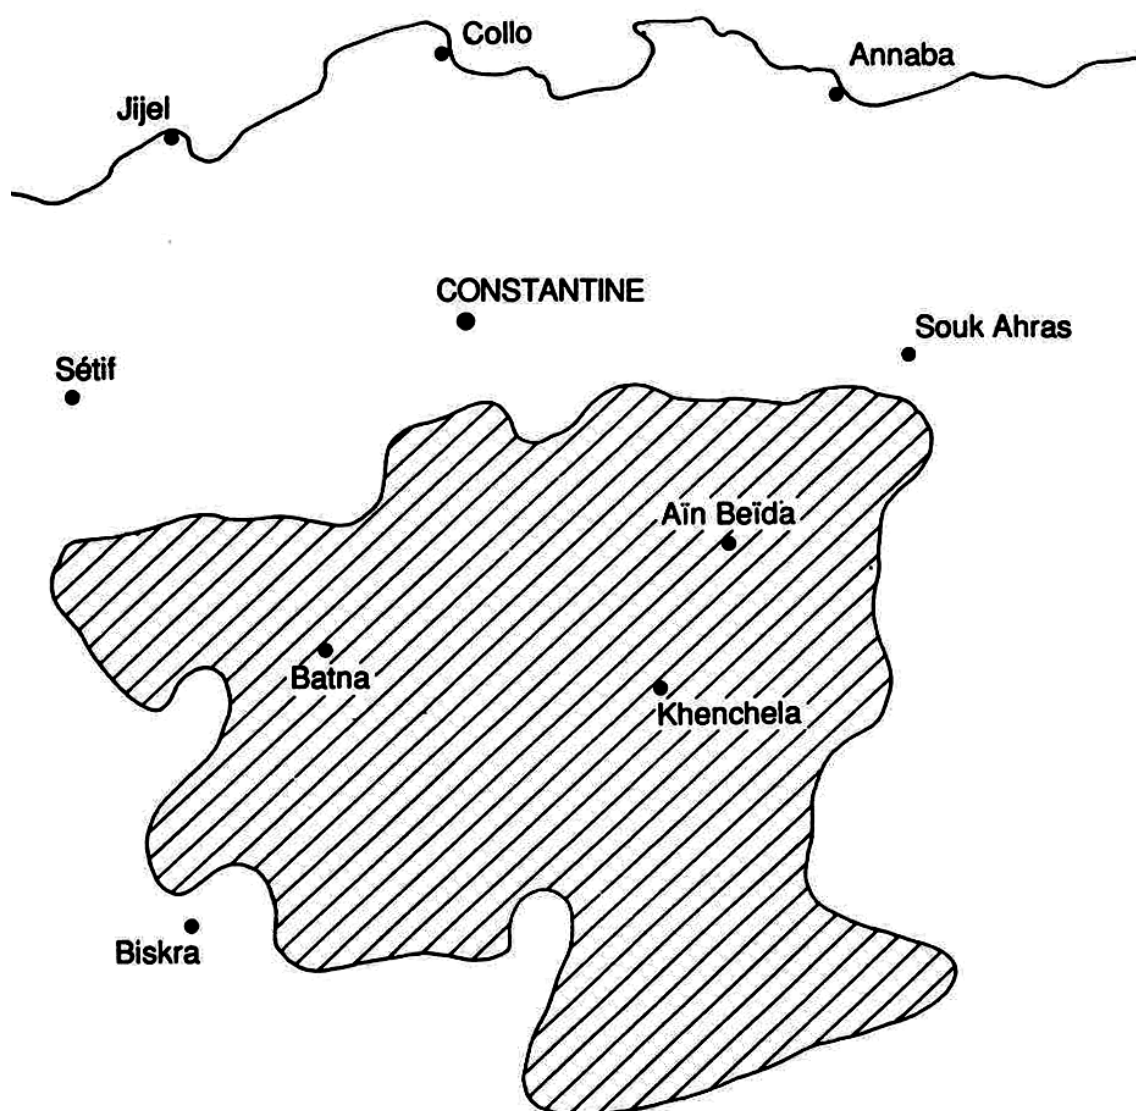 Collo
Annaba
Jijel
CONSTANTINE
Souk Ahras
Sétif
Aïn Beïda
Batna
Khenchela
Biskra